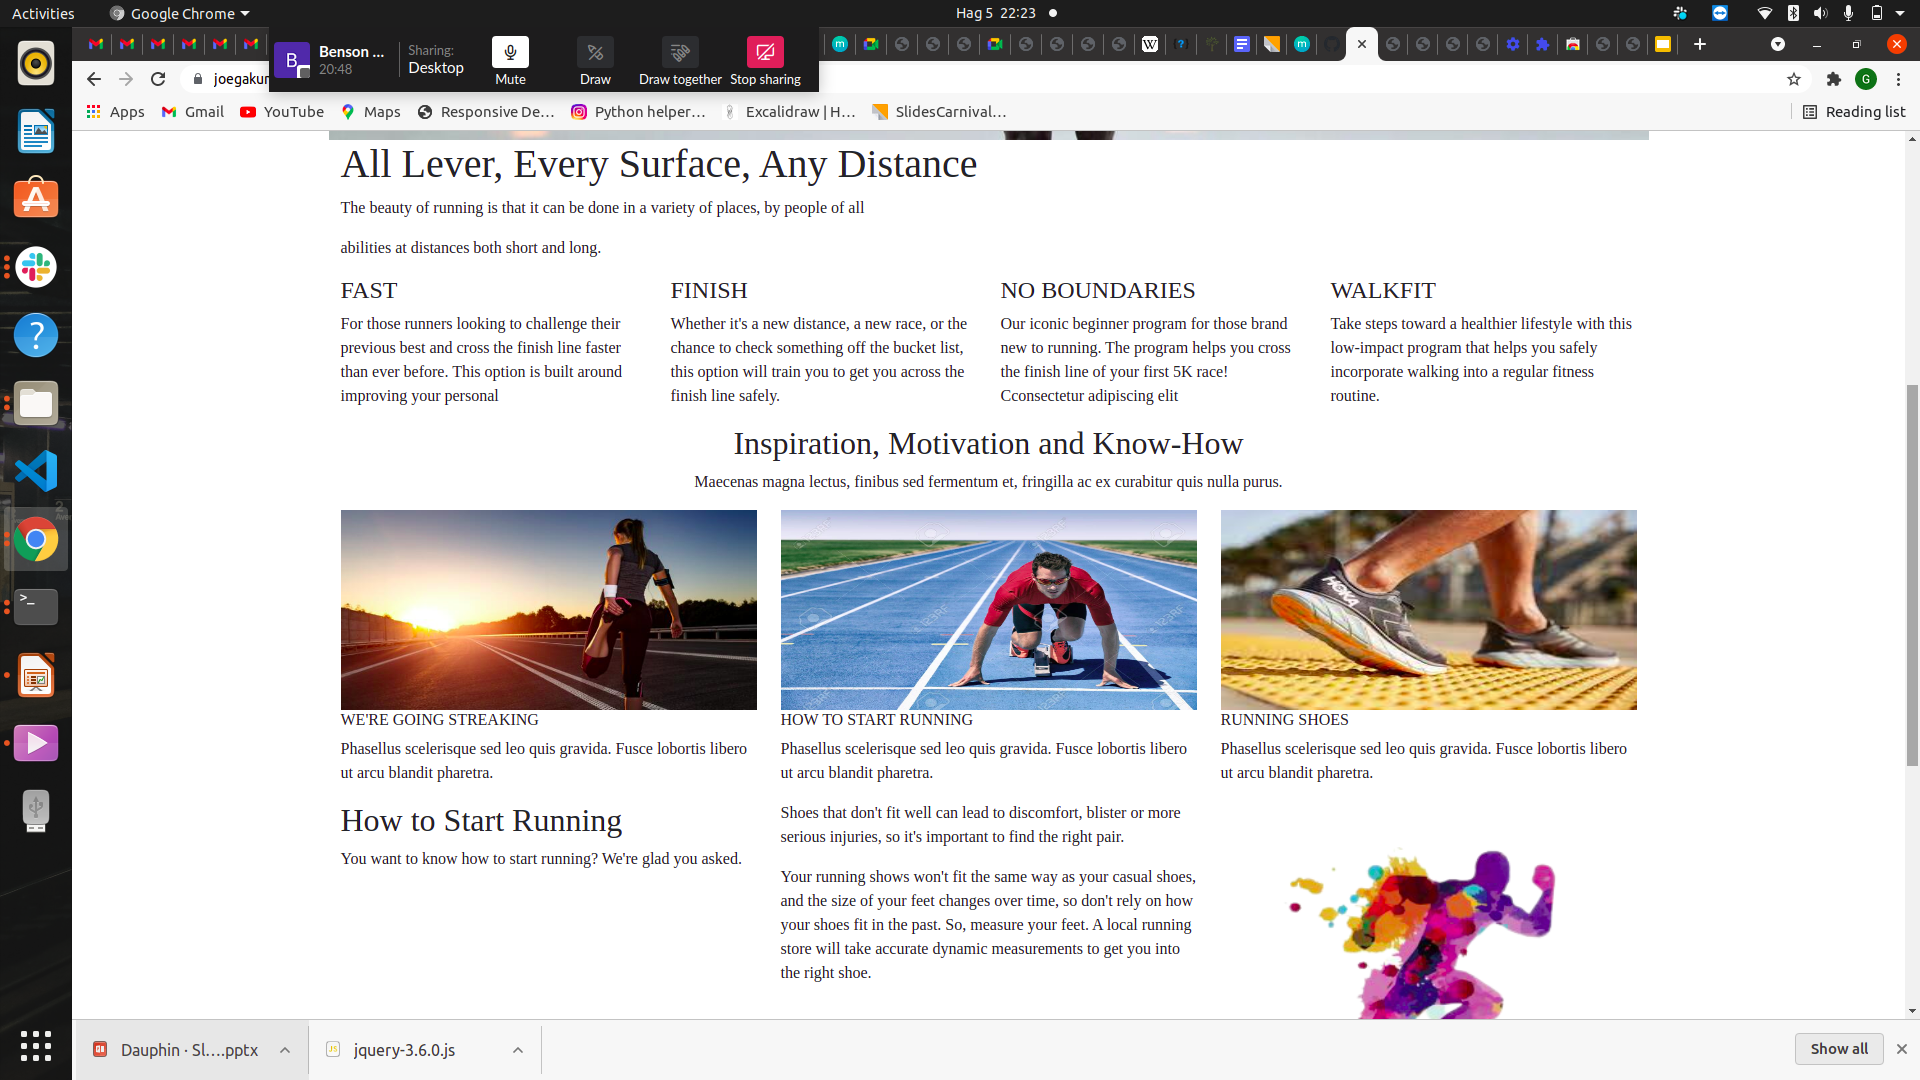 Activities
Google Chrome
Hag 5 22:23
B
Benson ...
20:48
Sharing:
Desktop
Mute
Draw
Draw together
Stop sharing
W
joegakur
G
Apps
Gmail
YouTube
Maps
Responsive De...
Python helper...
Excalidraw | H...
SlidesCarnival...
Reading list
All Lever, Every Surface, Any Distance
The beauty of running is that it can be done in a variety of places, by people of all
abilities at distances both short and long.
FAST
For those runners looking to challenge their
previous best and cross the finish line faster
than ever before. This option is built around
improving your personal
FINISH
Whether it's a new distance, a new race, or the
chance to check something off the bucket list,
this option will train you to get you across the
finish line safely.
NO BOUNDARIES
Our iconic beginner program for those brand
new to running. The program helps you cross
the finish line of your first 5K race!
Cconsectetur adipiscing elit
WALKFIT
Take steps toward a healthier lifestyle with this
low-impact program that helps you safely
incorporate walking into a regular fitness
routine.
Inspiration, Motivation and Know-How
Maecenas magna lectus, finibus sed fermentum et, fringilla ac ex curabitur quis nulla purus.
HOKA
123RF
WE'RE GOING STREAKING
Phasellus scelerisque sed leo quis gravida. Fusce lobortis libero
ut arcu blandit pharetra.
HOW TO START RUNNING
Phasellus scelerisque sed leo quis gravida. Fusce lobortis libero
ut arcu blandit pharetra.
RUNNING SHOES
Phasellus scelerisque sed leo quis gravida. Fusce lobortis libero
ut arcu blandit pharetra.
How to Start Running
You want to know how to start running? We're glad you asked.
Shoes that don't fit well can lead to discomfort, blister or more
serious injuries, so it's important to find the right pair.
Your running shows won't fit the same way as your casual shoes,
and the size of your feet changes over time, so don't rely on how
your shoes fit in the past. So, measure your feet. A local running
store will take accurate dynamic measurements to get you into
the right shoe.
Dauphin · Sl....pptx
jquery-3.6.0.js
Show all